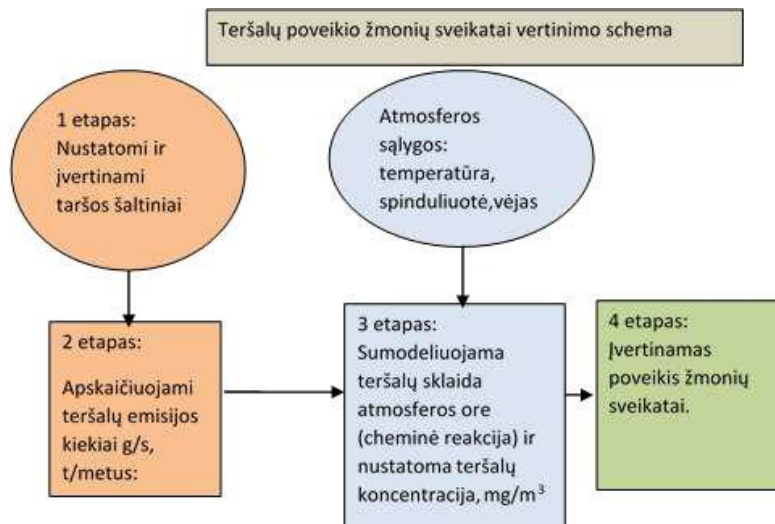 Teršalų poveikio žmonių sveikatai vertinimo schema
1 etapas:
Nustatomi ir
įvertinami
taršos šaltiniai
Atmosferos
sąlygos:
temperatūra,
spinduliuotė,vėjas
2 etapas:
Apskaičiuojami
teršalų emisijos
kiekiai g/s,
t/metus:
3 etapas:
Sumodeliuojama
teršalų sklaida
atmosferos ore
(cheminė reakcija) ir
nustatoma teršalų
koncentracija, mg/m³
4 etapas:
Įvertinamas
poveikis žmonių
sveikatai.